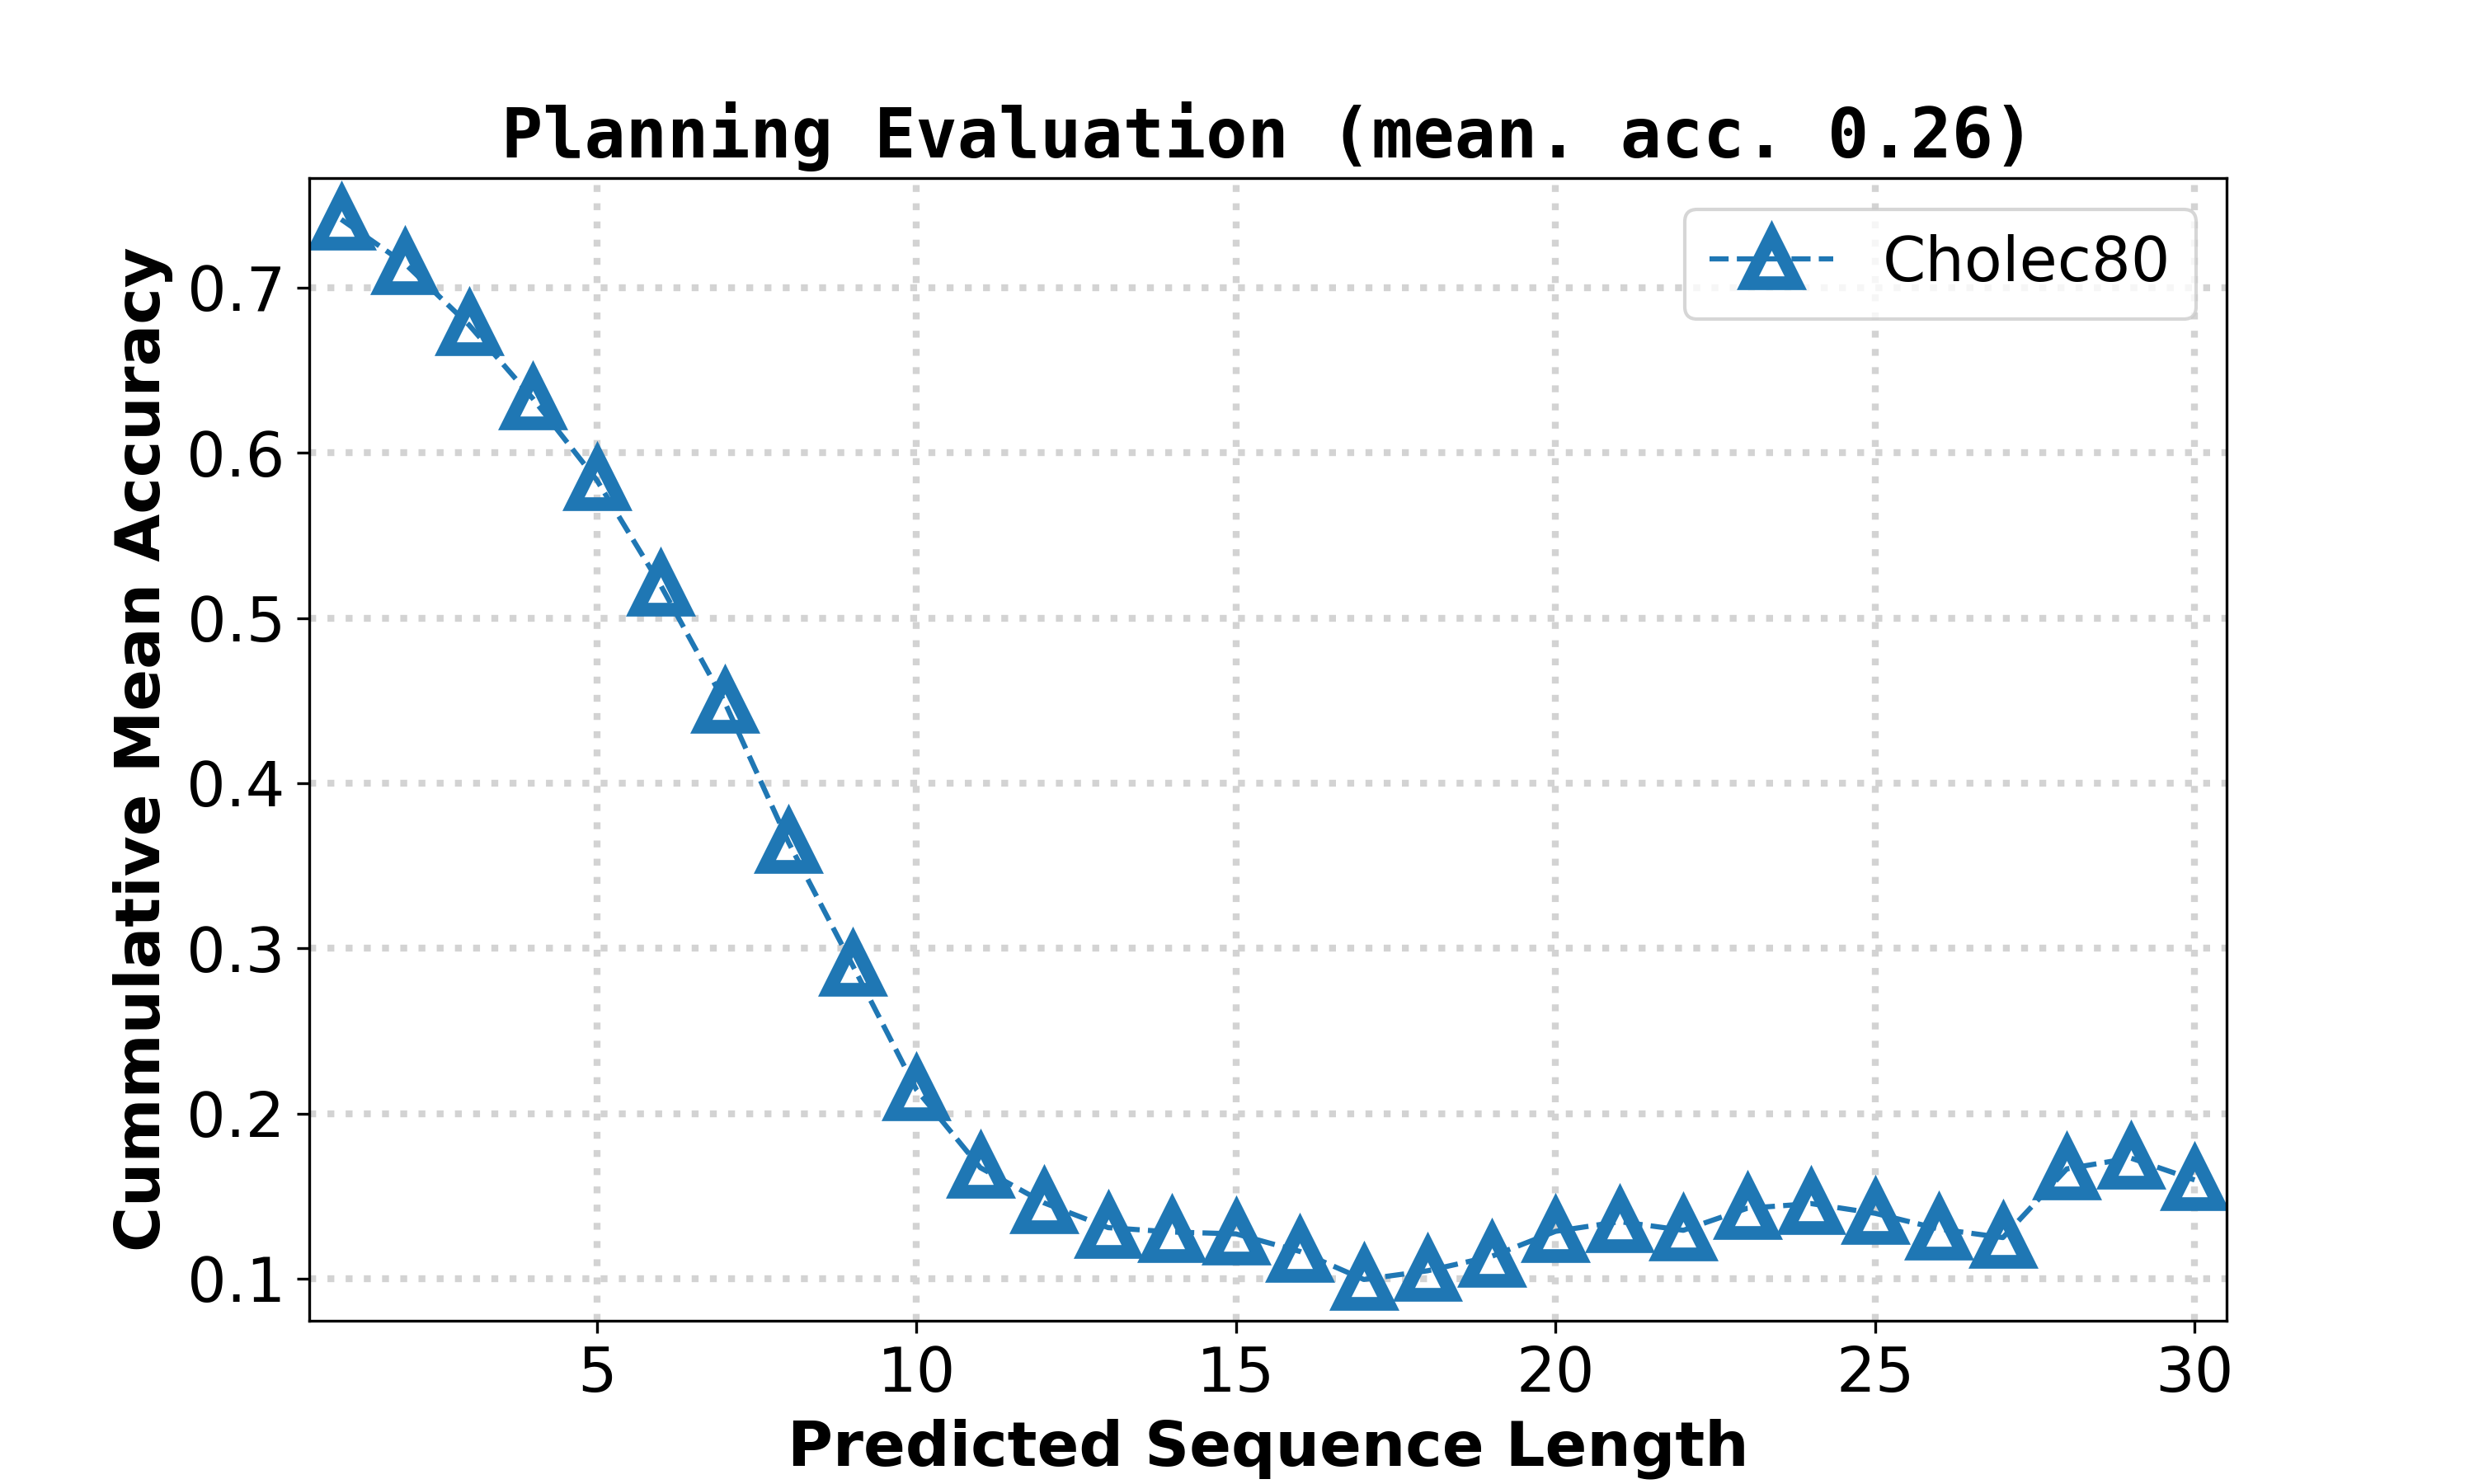 Planning Evaluation (mean. acc. 0.26)
Cholec80
Cummulative Mean Accuracy
0.7
0.6
0.5
0.4
0.3
0.2
0.1
5 10 15 20 25 30
Predicted Sequence Length